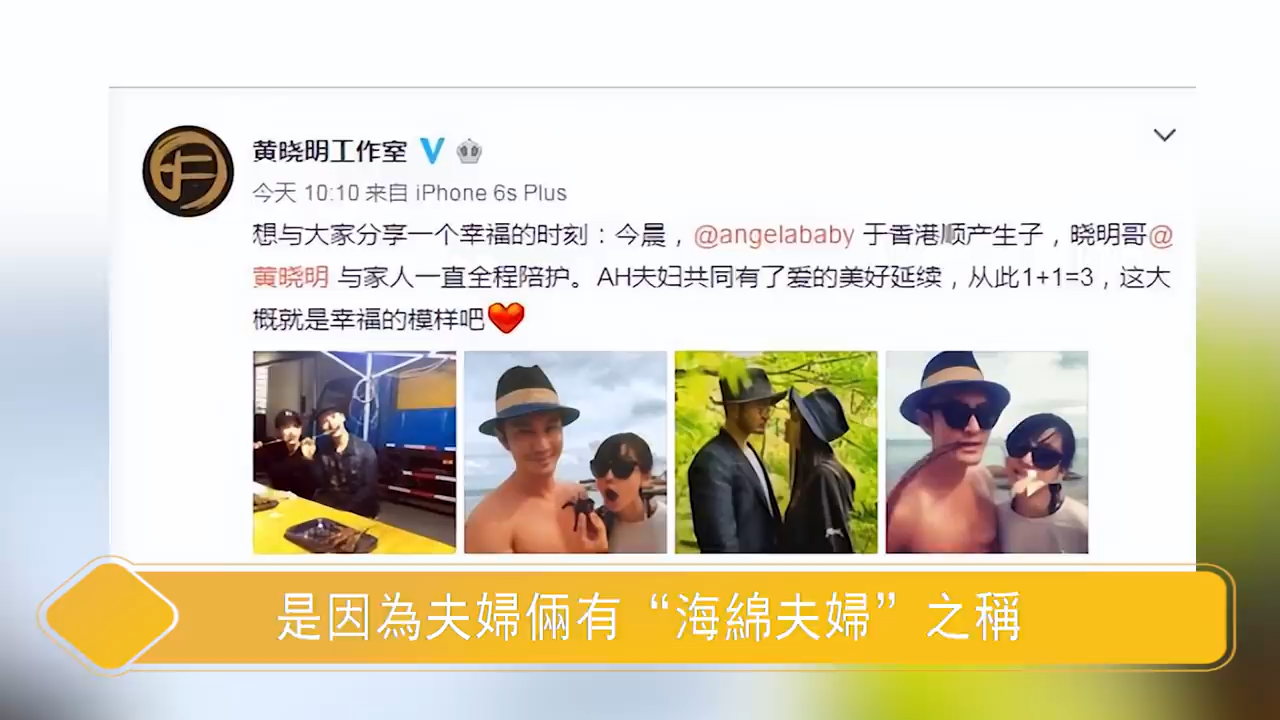 黄晓明工作室
今天 10:10 来自 iPhone 6s Plus
想与大家分享一个幸福的时刻：今晨，@angelababy 于香港顺产生子，晓明哥@
黄晓明 与家人一直全程陪护。AH夫妇共同有了爱的美好延续，从此1+1=3，这大
概就是幸福的模样吧
是因為夫婦倆有“海綿夫婦”之稱